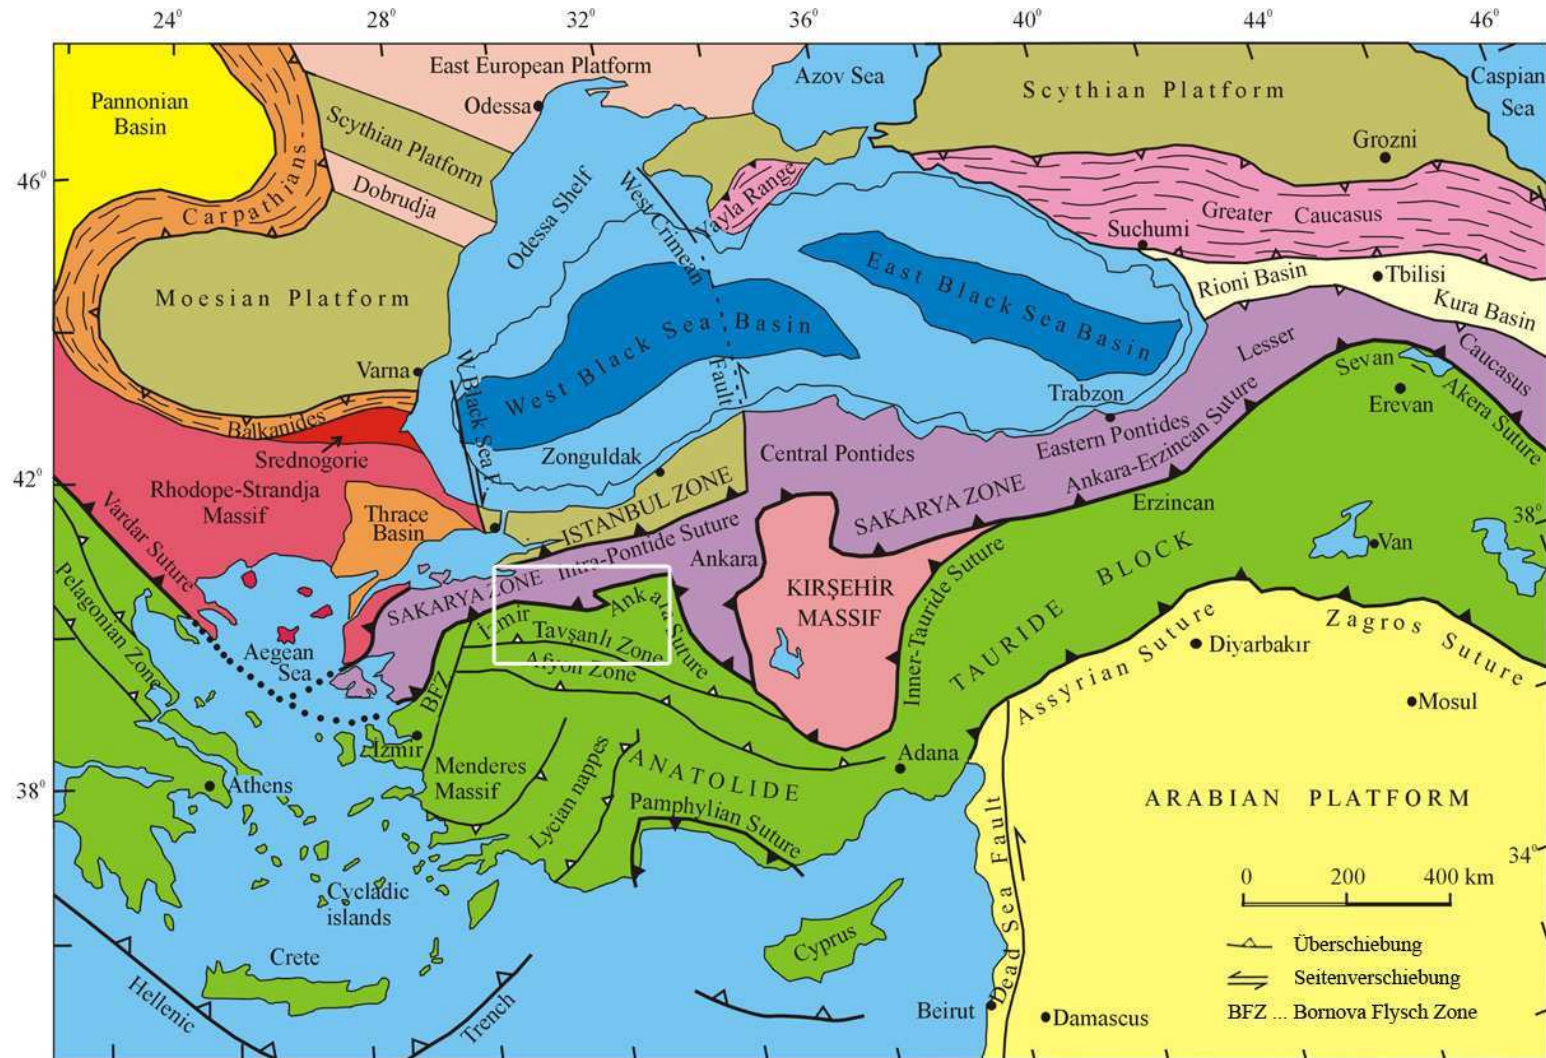 24° 28° 32° 36° 40° 44° 46°
East European Platform
Azov Sea
Caspian
Sea
Pannonian
Basin
Odessa
Scythian Platform
Scythian Platform
Grozni
46°
Dobrudja
Carpathians
Odessa Shelf
West Crimean
Fault
Yayla Range
Greater Caucasus
Suchumi
Rioni Basin
Tbilisi
Kura Basin
Moesian Platform
East Black Sea Basin
West Black Sea Basin
Lesser
Caucasus
Varna
W. Black Sea F.
Sevan
Akera Suture
Erevan
Trabzon
Balkanides
Srednogorie
Eastern Pontides
Central Pontides
Zonguldak
42°
Rhodope-Strandja
Massif
Ankara-Erzincan Suture
Erzincan
ISTANBUL ZONE
SAKARYA ZONE
Vardar Suture
Thrace
Basin
38°
Intra-Pontide Suture
Ankara
Van
Pelagonian Zone
SAKARYA ZONE
KIRŞEHİR
MASSIF
Inner-Tauride Suture
TAURIDE BLOCK
İzmir
Ankara Suture
Tavşanlı Zone
Afyon Zone
Aegean
Sea
BFZ
Assyrian Suture
Zagros Suture
Diyarbakır
Mosul
İzmir
Menderes
Massif
Lycian nappes
ANATOLIDE
Adana
Pamphylian Suture
38°
Athens
ARABIAN PLATFORM
34°
Dead Sea Fault
0 200 400 km
Cycladic
islands
Cyprus
Crete
Überschiebung
Seitenverschiebung
BFZ ... Bornova Flysch Zone
Hellenic
Trench
Beirut
Damascus